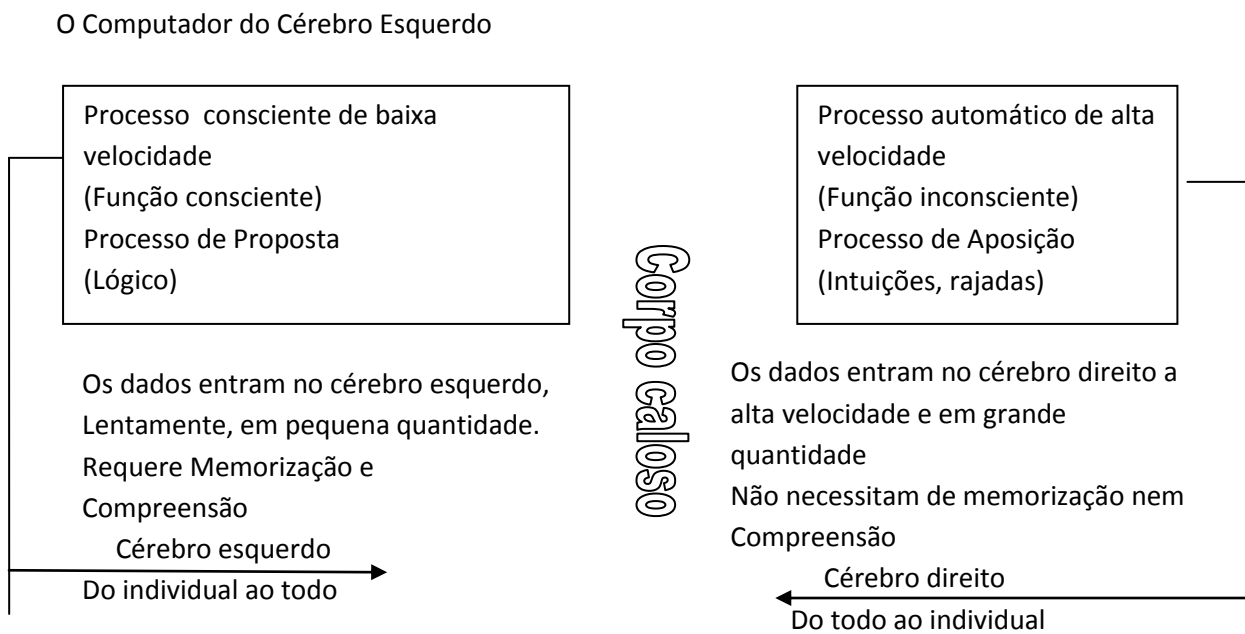 O Computador do Cérebro Esquerdo
Processo consciente de baixa
velocidade
(Função consciente)
Processo de Proposta
(Lógico)
Os dados entram no cérebro esquerdo,
Lentamente, em pequena quantidade.
Requere Memorização e
Compreensão
Cérebro esquerdo
Do individual ao todo
Corpo caloso
Processo automático de alta
velocidade
(Função inconsciente)
Processo de Aposição
(Intuições, rajadas)
Os dados entram no cérebro direito a
alta velocidade e em grande
quantidade
Não necessitam de memorização nem
Compreensão
Cérebro direito
Do todo ao individual